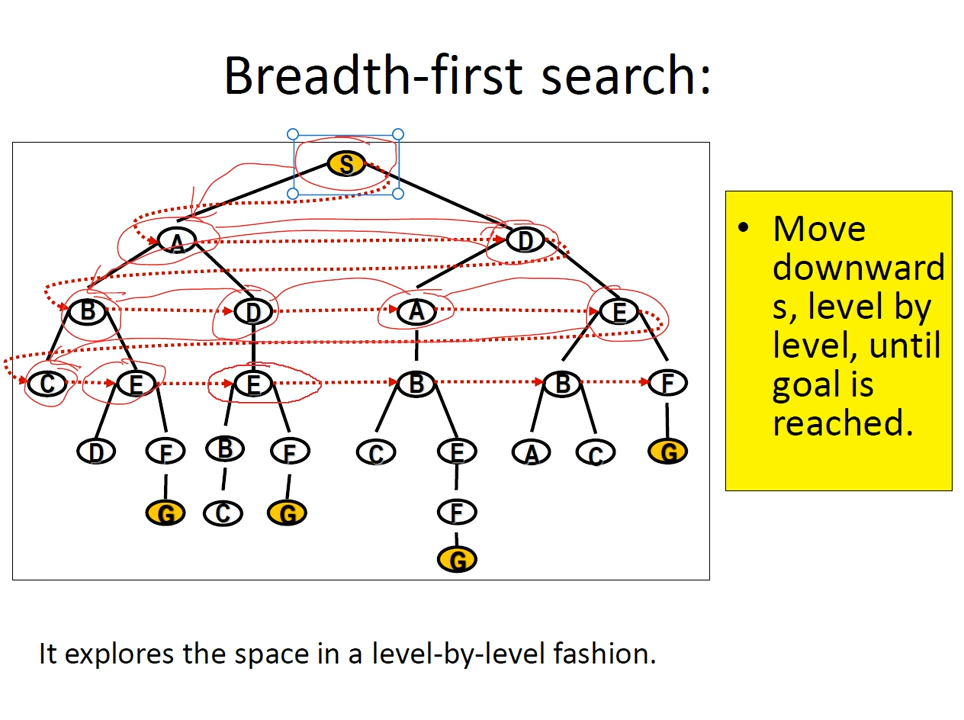 Breadth-first search:
S
A D
B D A E
C E E B B F
D F B F C E A C G
G C G F
G
• Move
downward
s, level by
level, until
goal is
reached.
It explores the space in a level-by-level fashion.